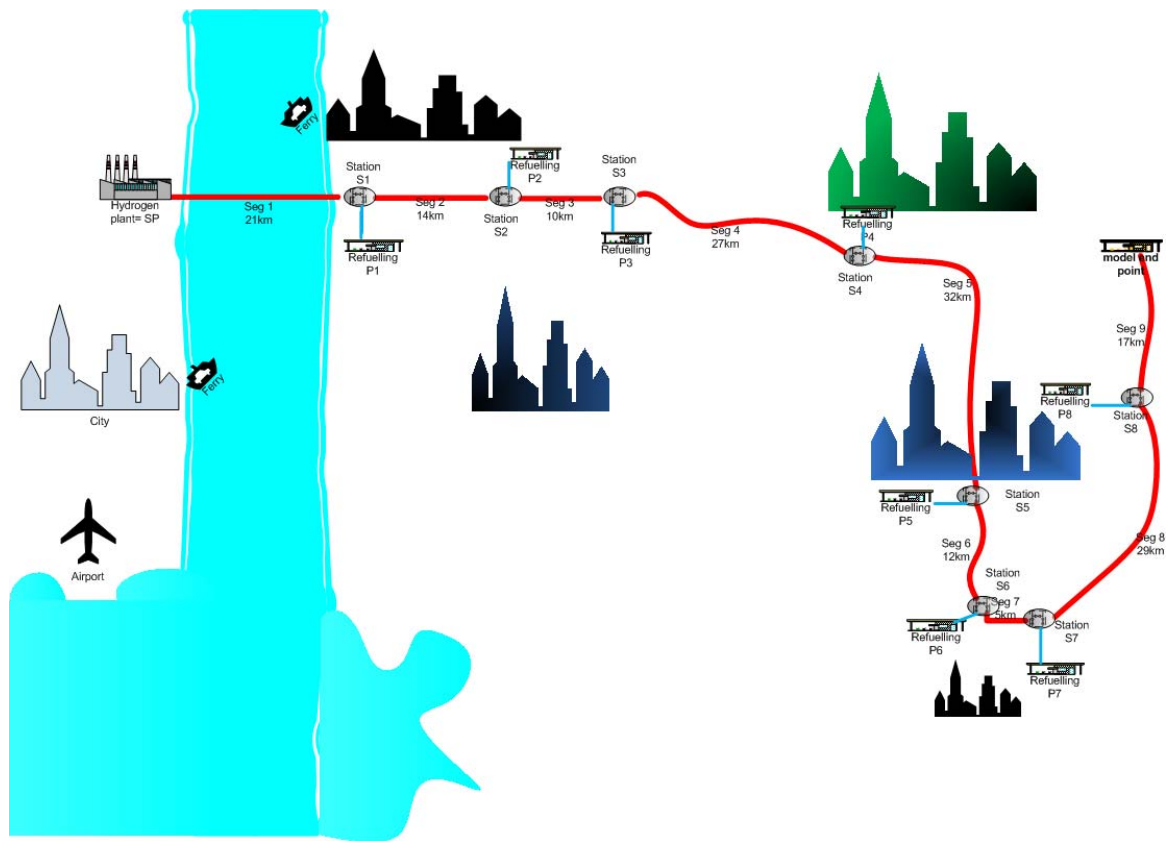 Ferry
Station
S1
Refuelling
P2
Station
S3
Hydrogen
plant= SP
Seg 1
21km
Seg 2
14km
Station
S2
Seg 3
10km
Refuelling
P1
Refuelling
P3
Seg 4
27km
Refuelling
P4
Station
S4
Seg 5
32km
model end
point
Seg 9
17km
Ferry
City
Refuelling
P8
Station
S8
Refuelling
P5
Station
S5
Seg 6
12km
Seg 8
29km
Airport
Station
S6
Seg 7
5km
Refuelling
P6
Station
S7
Refuelling
P7